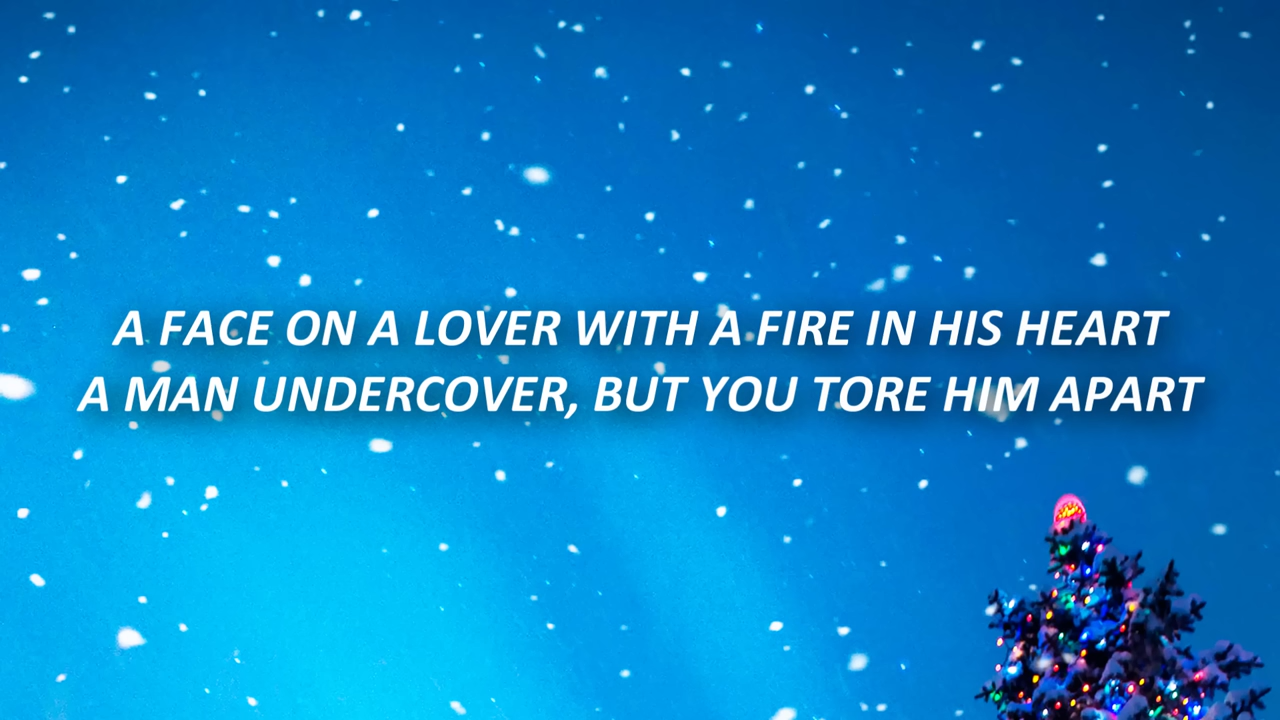 A FACE ON A LOVER WITH A FIRE IN HIS HEART
A MAN UNDERCOVER, BUT YOU TORE HIM APART